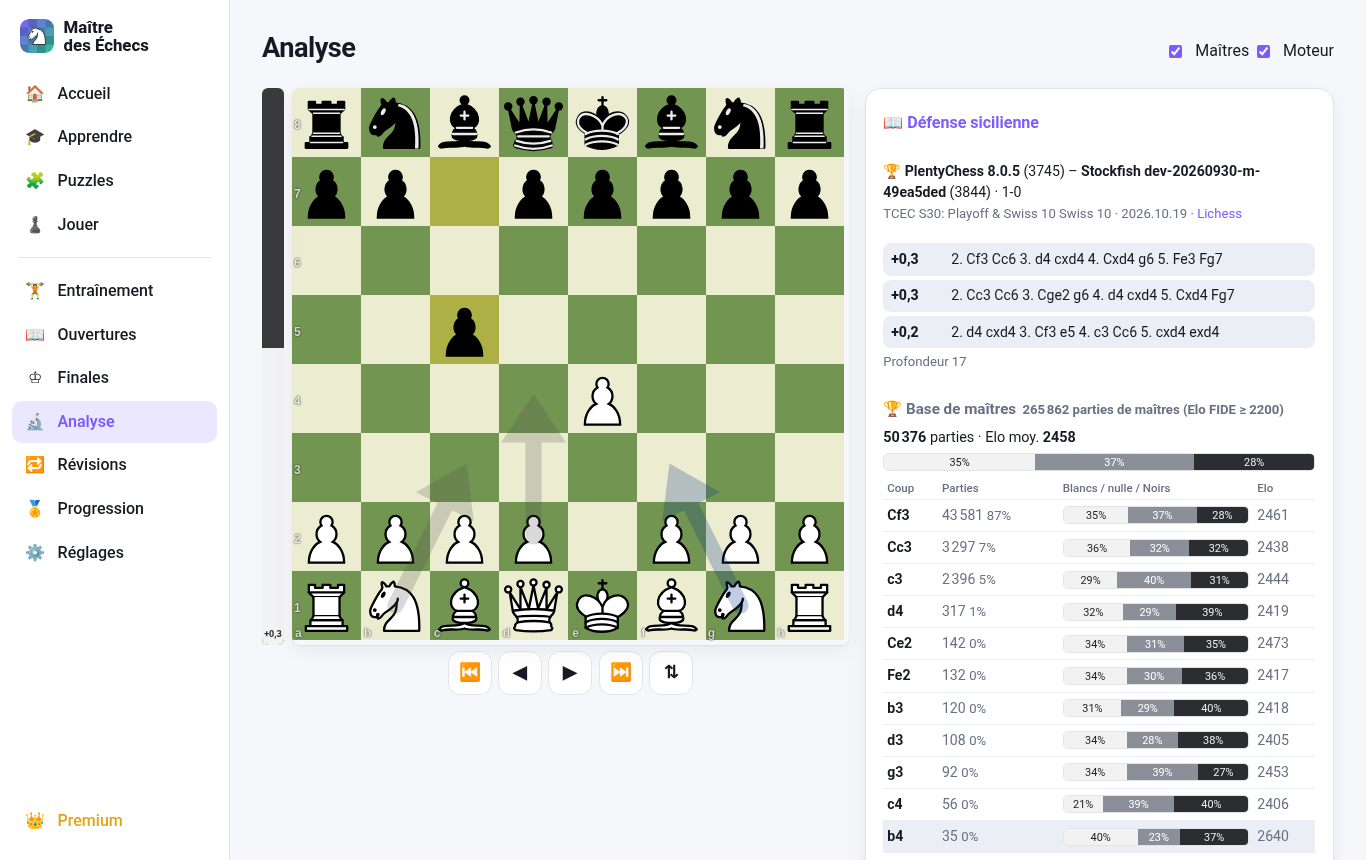 Maître
des Échecs
Accueil
Apprendre
Puzzles
Jouer
Entraînement
Ouvertures
Finales
Analyse
Révisions
Progression
Réglages
Premium
Analyse
Maîtres
Moteur
8
7
6
5
4
3
2
1
a b c d e f g h
+0,3
Défense sicilienne
PlentyChess 8.0.5 (3745) – Stockfish dev-20260930-m-
49ea5ded (3844) · 1-0
TCEC S30: Playoff & Swiss 10 Swiss 10 · 2026.10.19 · Lichess
+0,3 2. Cf3 Cc6 3. d4 cxd4 4. Cxd4 g6 5. Fe3 Fg7
+0,3 2. Cc3 Cc6 3. Cge2 g6 4. d4 cxd4 5. Cxd4 Fg7
+0,2 2. d4 cxd4 3. Cf3 e5 4. c3 Cc6 5. cxd4 exd4
Profondeur 17
Base de maîtres 265 862 parties de maîtres (Elo FIDE ≥ 2200)
50 376 parties · Elo moy. 2458
35% 37% 28%
Coup Parties Blancs / nulle / Noirs Elo
Cf3 43 581 87% 35% 37% 28% 2461
Cc3 3 297 7% 36% 32% 32% 2438
c3 2 396 5% 29% 40% 31% 2444
d4 317 1% 32% 29% 39% 2419
Ce2 142 0% 34% 31% 35% 2473
Fe2 132 0% 34% 30% 36% 2417
b3 120 0% 31% 29% 40% 2418
d3 108 0% 34% 28% 38% 2405
g3 92 0% 34% 39% 27% 2453
c4 56 0% 21% 39% 40% 2406
b4 35 0% 40% 23% 37% 2640